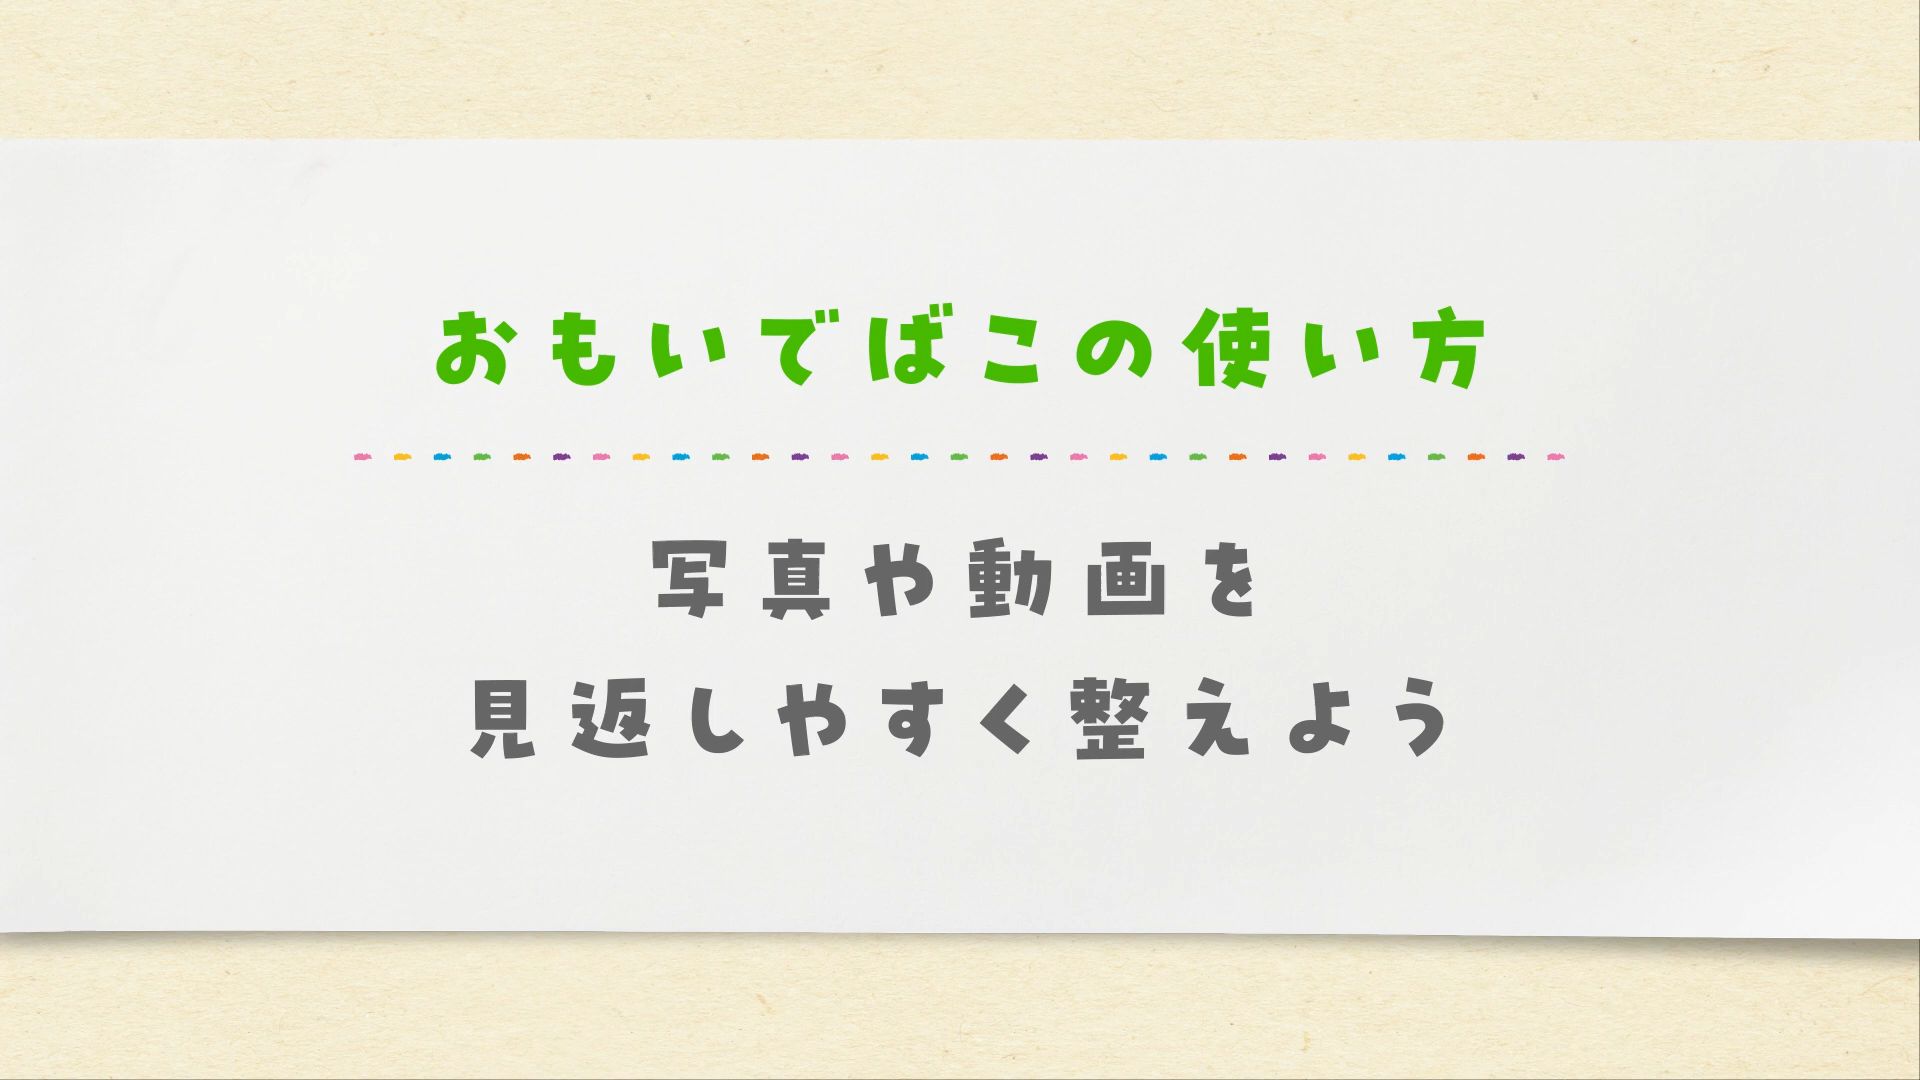 おもいでばこの使い方
写真や動画を
見返しやすく整えよう